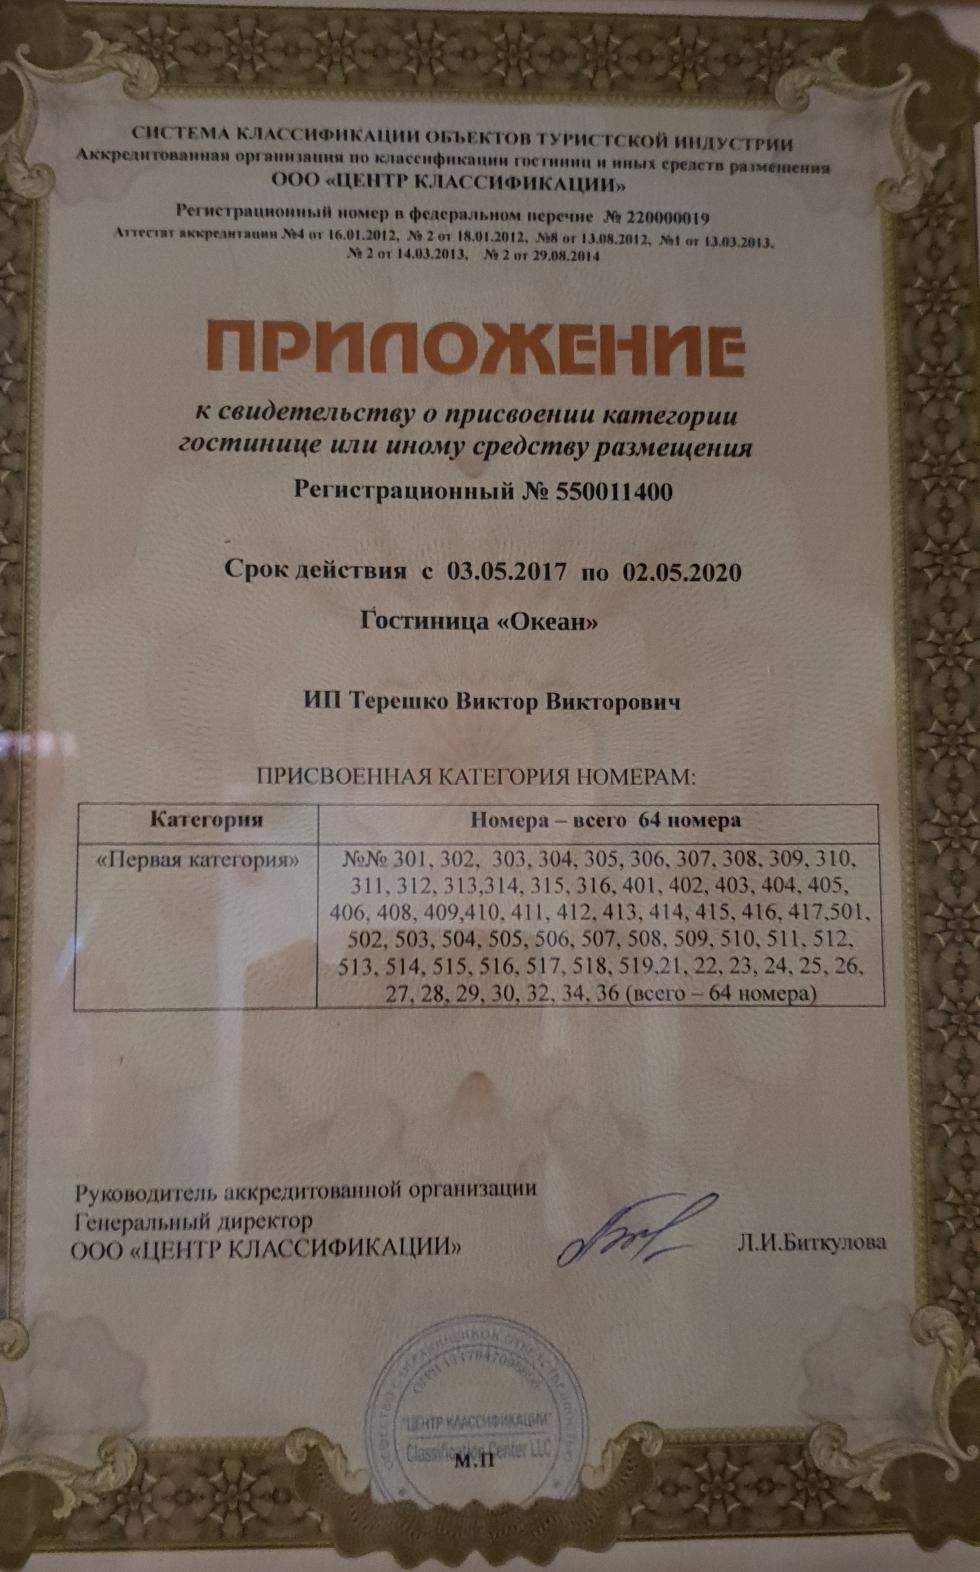 СИСТЕМА КЛАССИФИКАЦИИ ОБЪЕКТОВ ТУРИСТСКОЙ ИНДУСТРИИ
Аккредитованная организация по классификации гостиниц и иных средств размещения
ООО «ЦЕНТР КЛАССИФИКАЦИИ»
Регистрационный номер в федеральном перечне № 220000019
Аттестат аккредитации №4 от 16.01.2012, № 2 от 18.01.2012, №8 от 13.08.2012, №1 от 13.03.2013,
№ 2 от 14.03.2013, № 2 от 29.08.2014
ПРИЛОЖЕНИЕ
к свидетельству о присвоении категории
гостинице или иному средству размещения
Регистрационный № 550011400
Срок действия с 03.05.2017 по 02.05.2020
Гостиница «Океан»
ИП Терешко Виктор Викторович
ПРИСВОЕННАЯ КАТЕГОРИЯ НОМЕРАМ:
Категория Номера – всего 64 номера
«Первая категория» №№ 301, 302, 303, 304, 305, 306, 307, 308, 309, 310,
311, 312, 313,314, 315, 316, 401, 402, 403, 404, 405,
406, 408, 409,410, 411, 412, 413, 414, 415, 416, 417,501,
502, 503, 504, 505, 506, 507, 508, 509, 510, 511, 512,
513, 514, 515, 516, 517, 518, 519,21, 22, 23, 24, 25, 26,
27, 28, 29, 30, 32, 34, 36 (всего – 64 номера)
Руководитель аккредитованной организации
Генеральный директор
ООО «ЦЕНТР КЛАССИФИКАЦИИ»
Л.И.Биткулова
"ЦЕНТР КЛАССИФИКАЦИИ"
Classification Center LLC
М.П